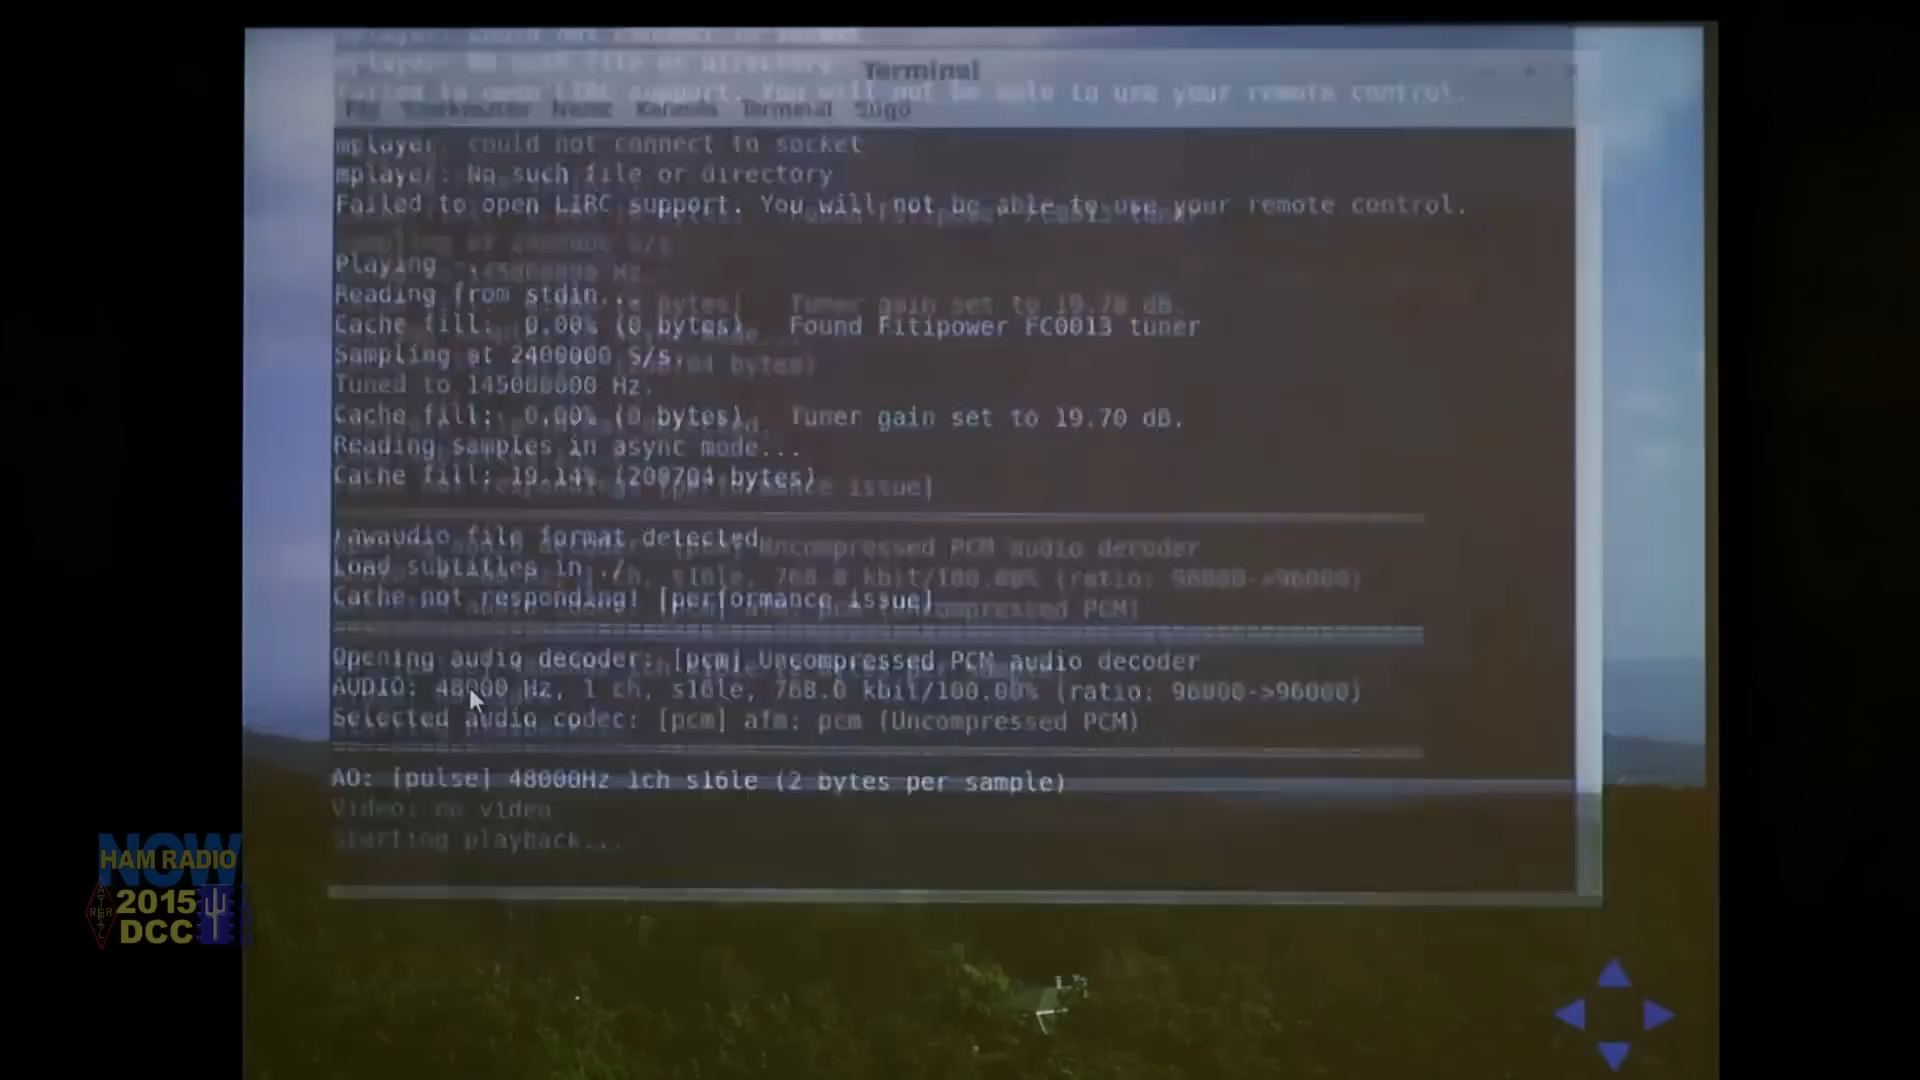 Terminal
Terminal Súgó
mplayer: could not connect to socket
mplayer: No such file or directory
Failed to open LIRC support. You will not be able to use your remote control.
Playing -.
Reading from stdin...
Cache fill: 0.00% (0 bytes) Found Fitipower FC0013 tuner
Sampling at 2400000 S/s.
Tuned to 145000000 Hz.
Cache fill: 0.00% (0 bytes) Tuner gain set to 19.70 dB.
Reading samples in async mode...
Cache fill: 19.14% (200704 bytes)
rawaudio file format detected.
Load subtitles in ./
Cache not responding! [performance issue]
Opening audio decoder: [pcm] Uncompressed PCM audio decoder
AUDIO: 48000 Hz, 1 ch, s16le, 768.0 kbit/100.00% (ratio: 96000->96000)
Selected audio codec: [pcm] afm: pcm (Uncompressed PCM)
AO: [pulse] 48000Hz 1ch s16le (2 bytes per sample)
Video: no video
Starting playback...
NOW
HAM RADIO
2015
DCC